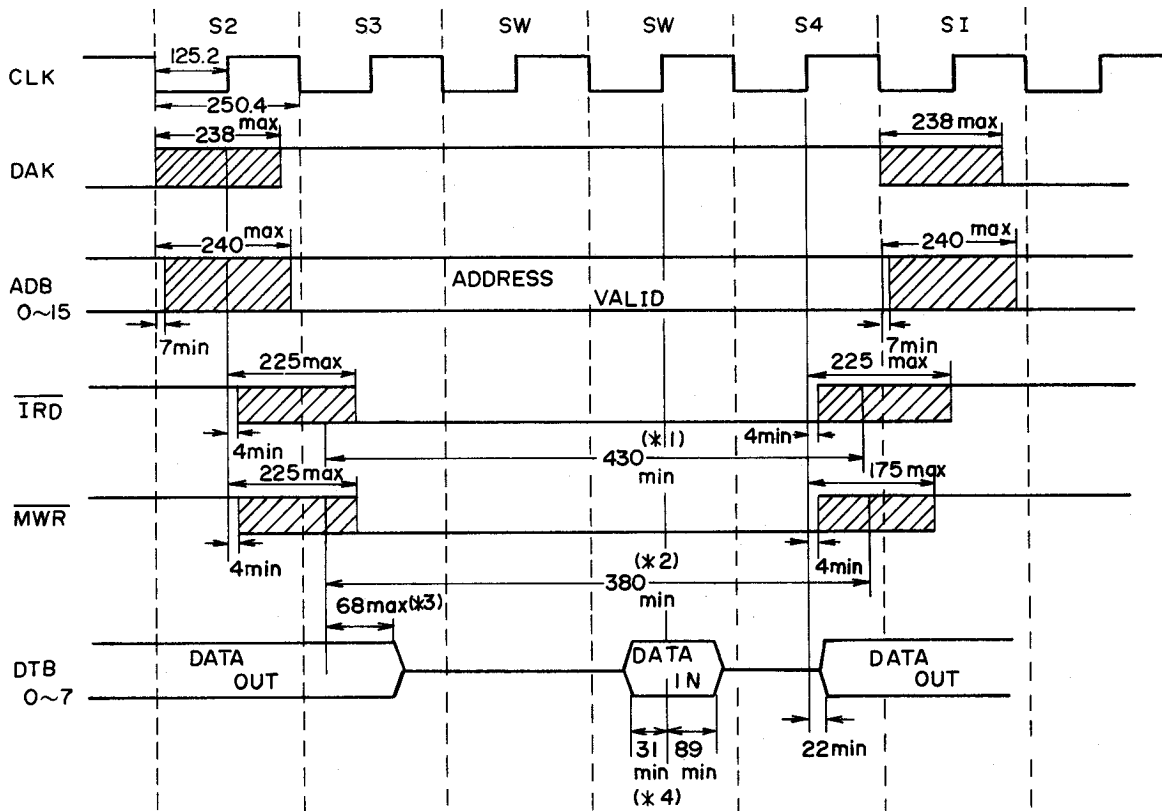 S2 S3 SW SW S4 SI
CLK
125.2
250.4
238 max
238 max
DAK
240 max
240 max
ADB
0~15
ADDRESS
VALID
7min
7min
225max
225 max
IRD
4min
4min
(*1)
430
min
225max
175max
MWR
4min
4min
(*2)
380
min
68max(*3)
DTB
0~7
DATA
OUT
DATA
IN
DATA
OUT
31
min
(*4)
89
min
22min